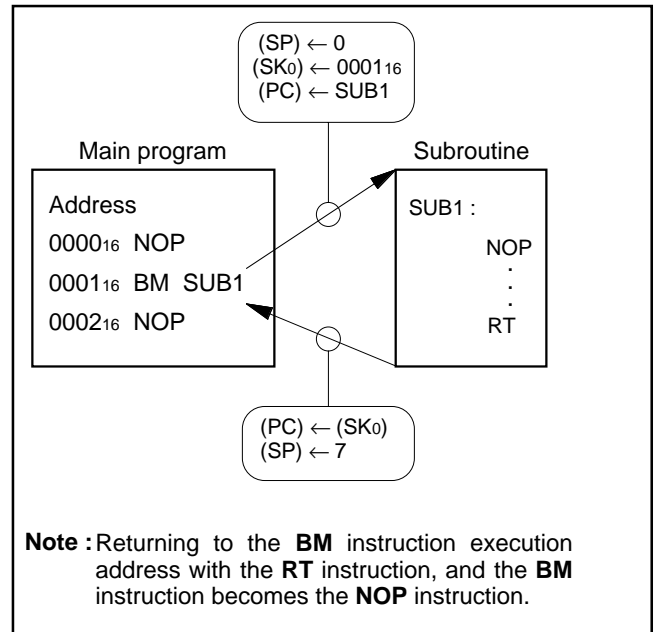 (SP) ← 0
(SK0) ← 000116
(PC) ← SUB1
Main program
Subroutine
Address
000016 NOP
000116 BM SUB1
000216 NOP
SUB1 :
NOP
·
·
·
RT
(PC) ← (SK0)
(SP) ← 7
Note : Returning to the BM instruction execution
address with the RT instruction, and the BM
instruction becomes the NOP instruction.